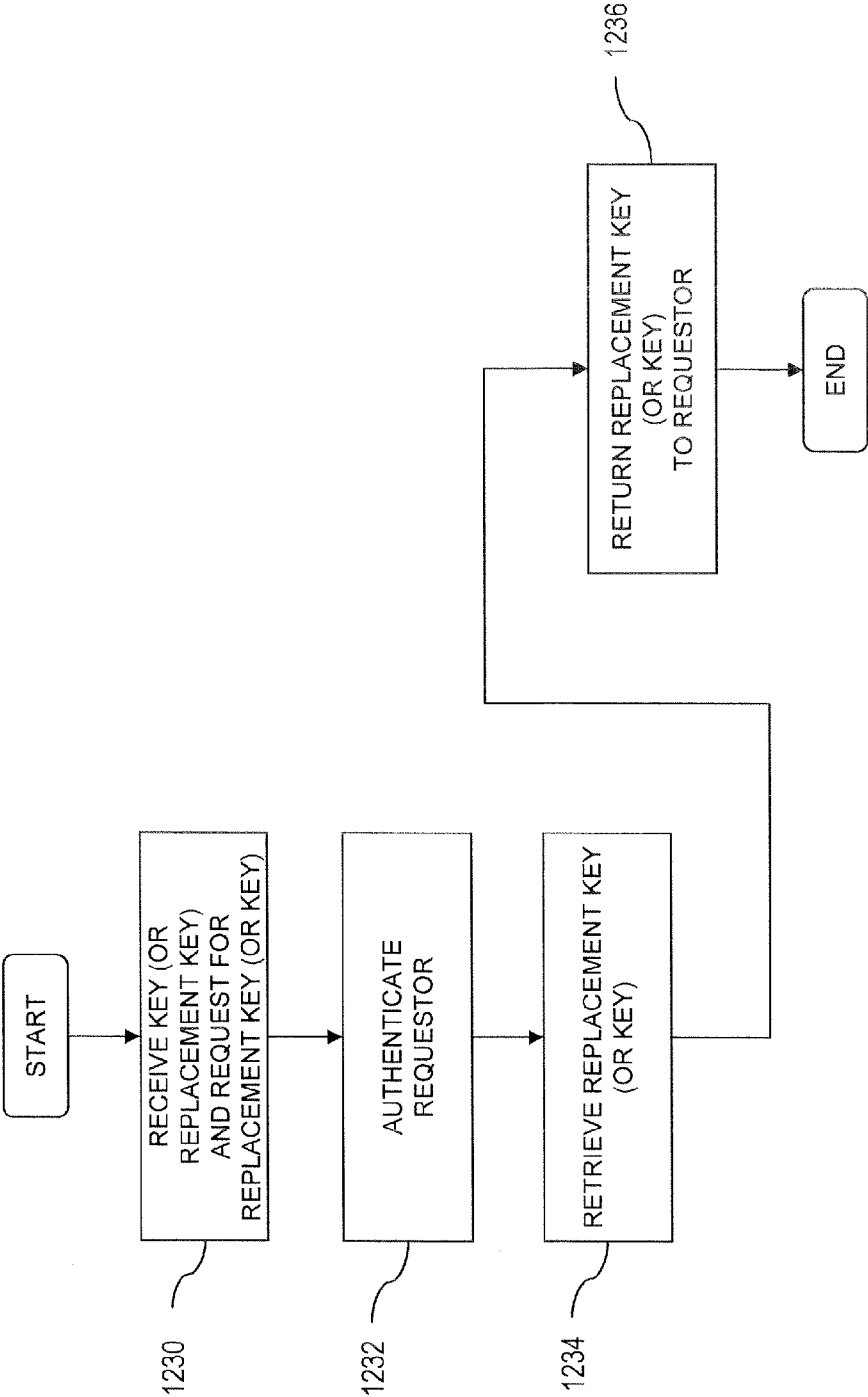 START
RECEIVE KEY (OR
REPLACEMENT KEY)
AND REQUEST FOR
REPLACEMENT KEY (OR KEY)
1230
AUTHENTICATE
REQUESTOR
1232
RETRIEVE REPLACEMENT KEY
(OR KEY)
1234
RETURN REPLACEMENT KEY
(OR KEY)
TO REQUESTOR
1236
END